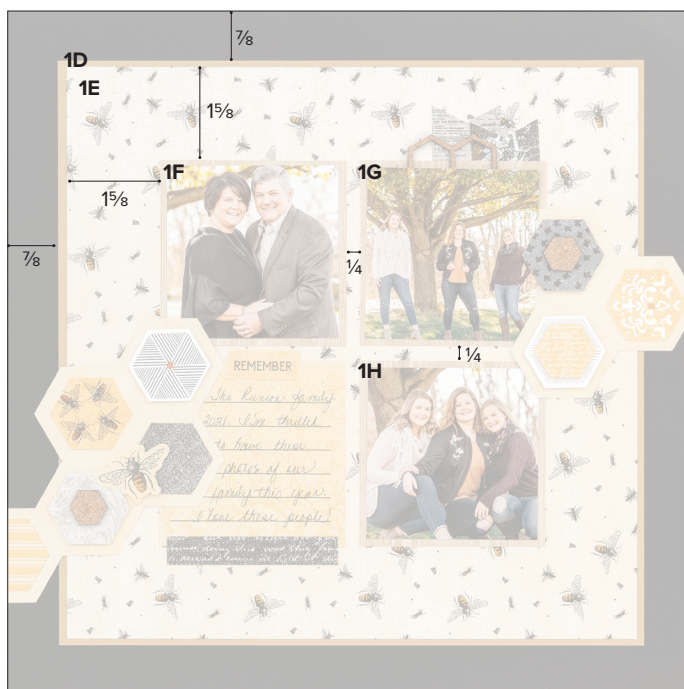 ⅞
1D
1E
1⅝
1F
1G
1⅝
⅞
¼
¼
REMEMBER
1H
The Runion family
2021. I'm thrilled
to have these
photos of our
family this year.
I love these people!